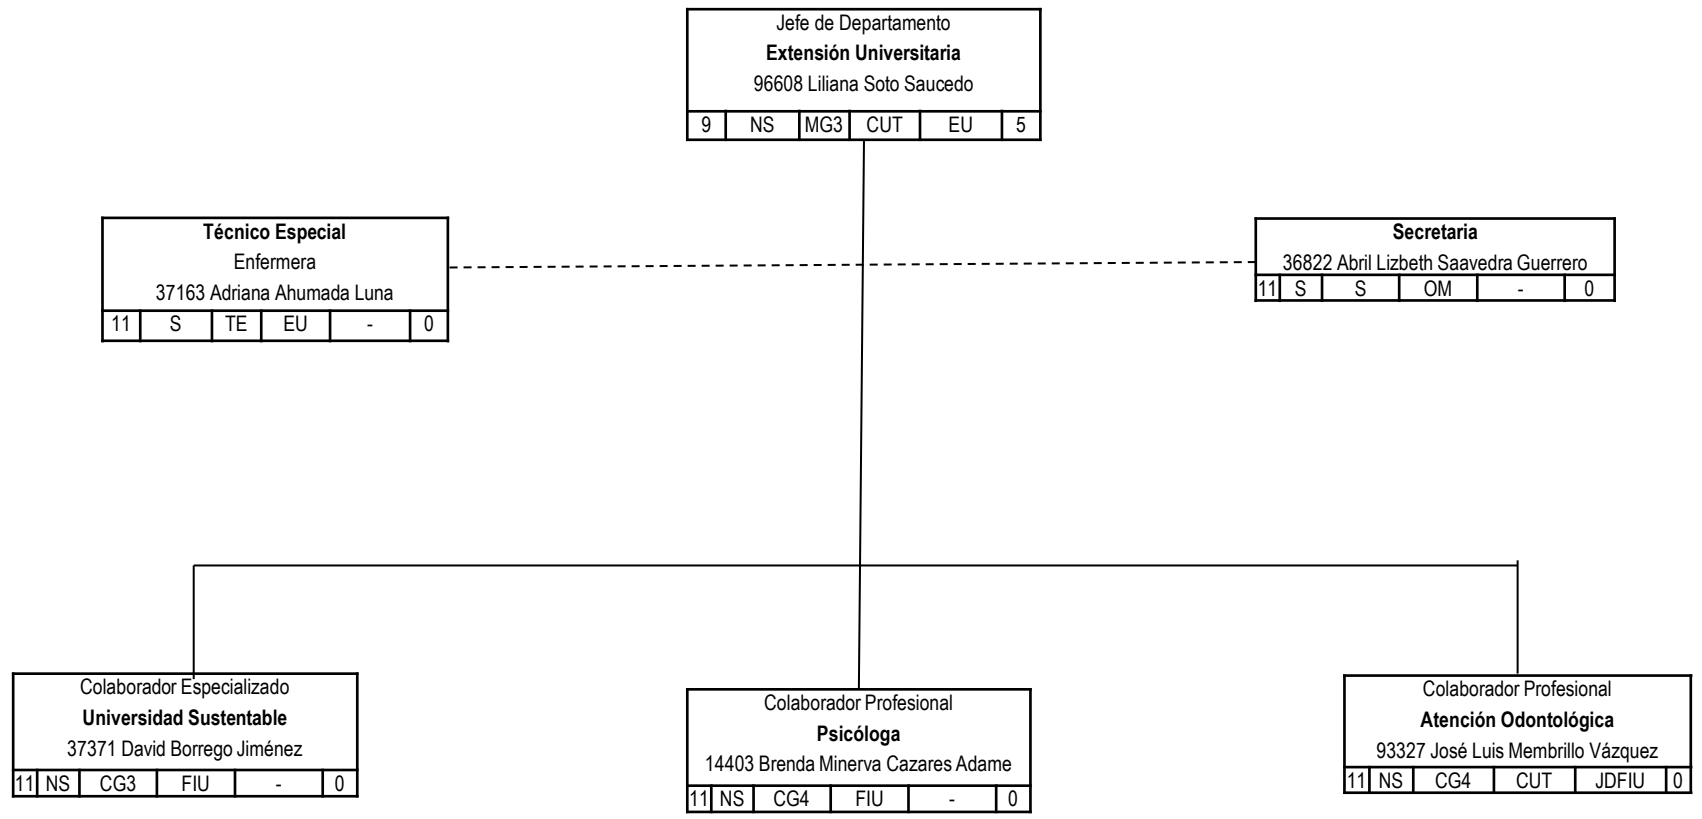 Jefe de Departamento
Extensión Universitaria
96608 Liliana Soto Saucedo
9 NS MG3 CUT EU 5
Técnico Especial
Enfermera
37163 Adriana Ahumada Luna
11 S TE EU - 0
Secretaria
36822 Abril Lizbeth Saavedra Guerrero
11 S S OM - 0
Colaborador Especializado
Universidad Sustentable
37371 David Borrego Jiménez
11 NS CG3 FIU - 0
Colaborador Profesional
Psicóloga
14403 Brenda Minerva Cazares Adame
11 NS CG4 FIU - 0
Colaborador Profesional
Atención Odontológica
93327 José Luis Membrillo Vázquez
11 NS CG4 CUT JDFIU 0